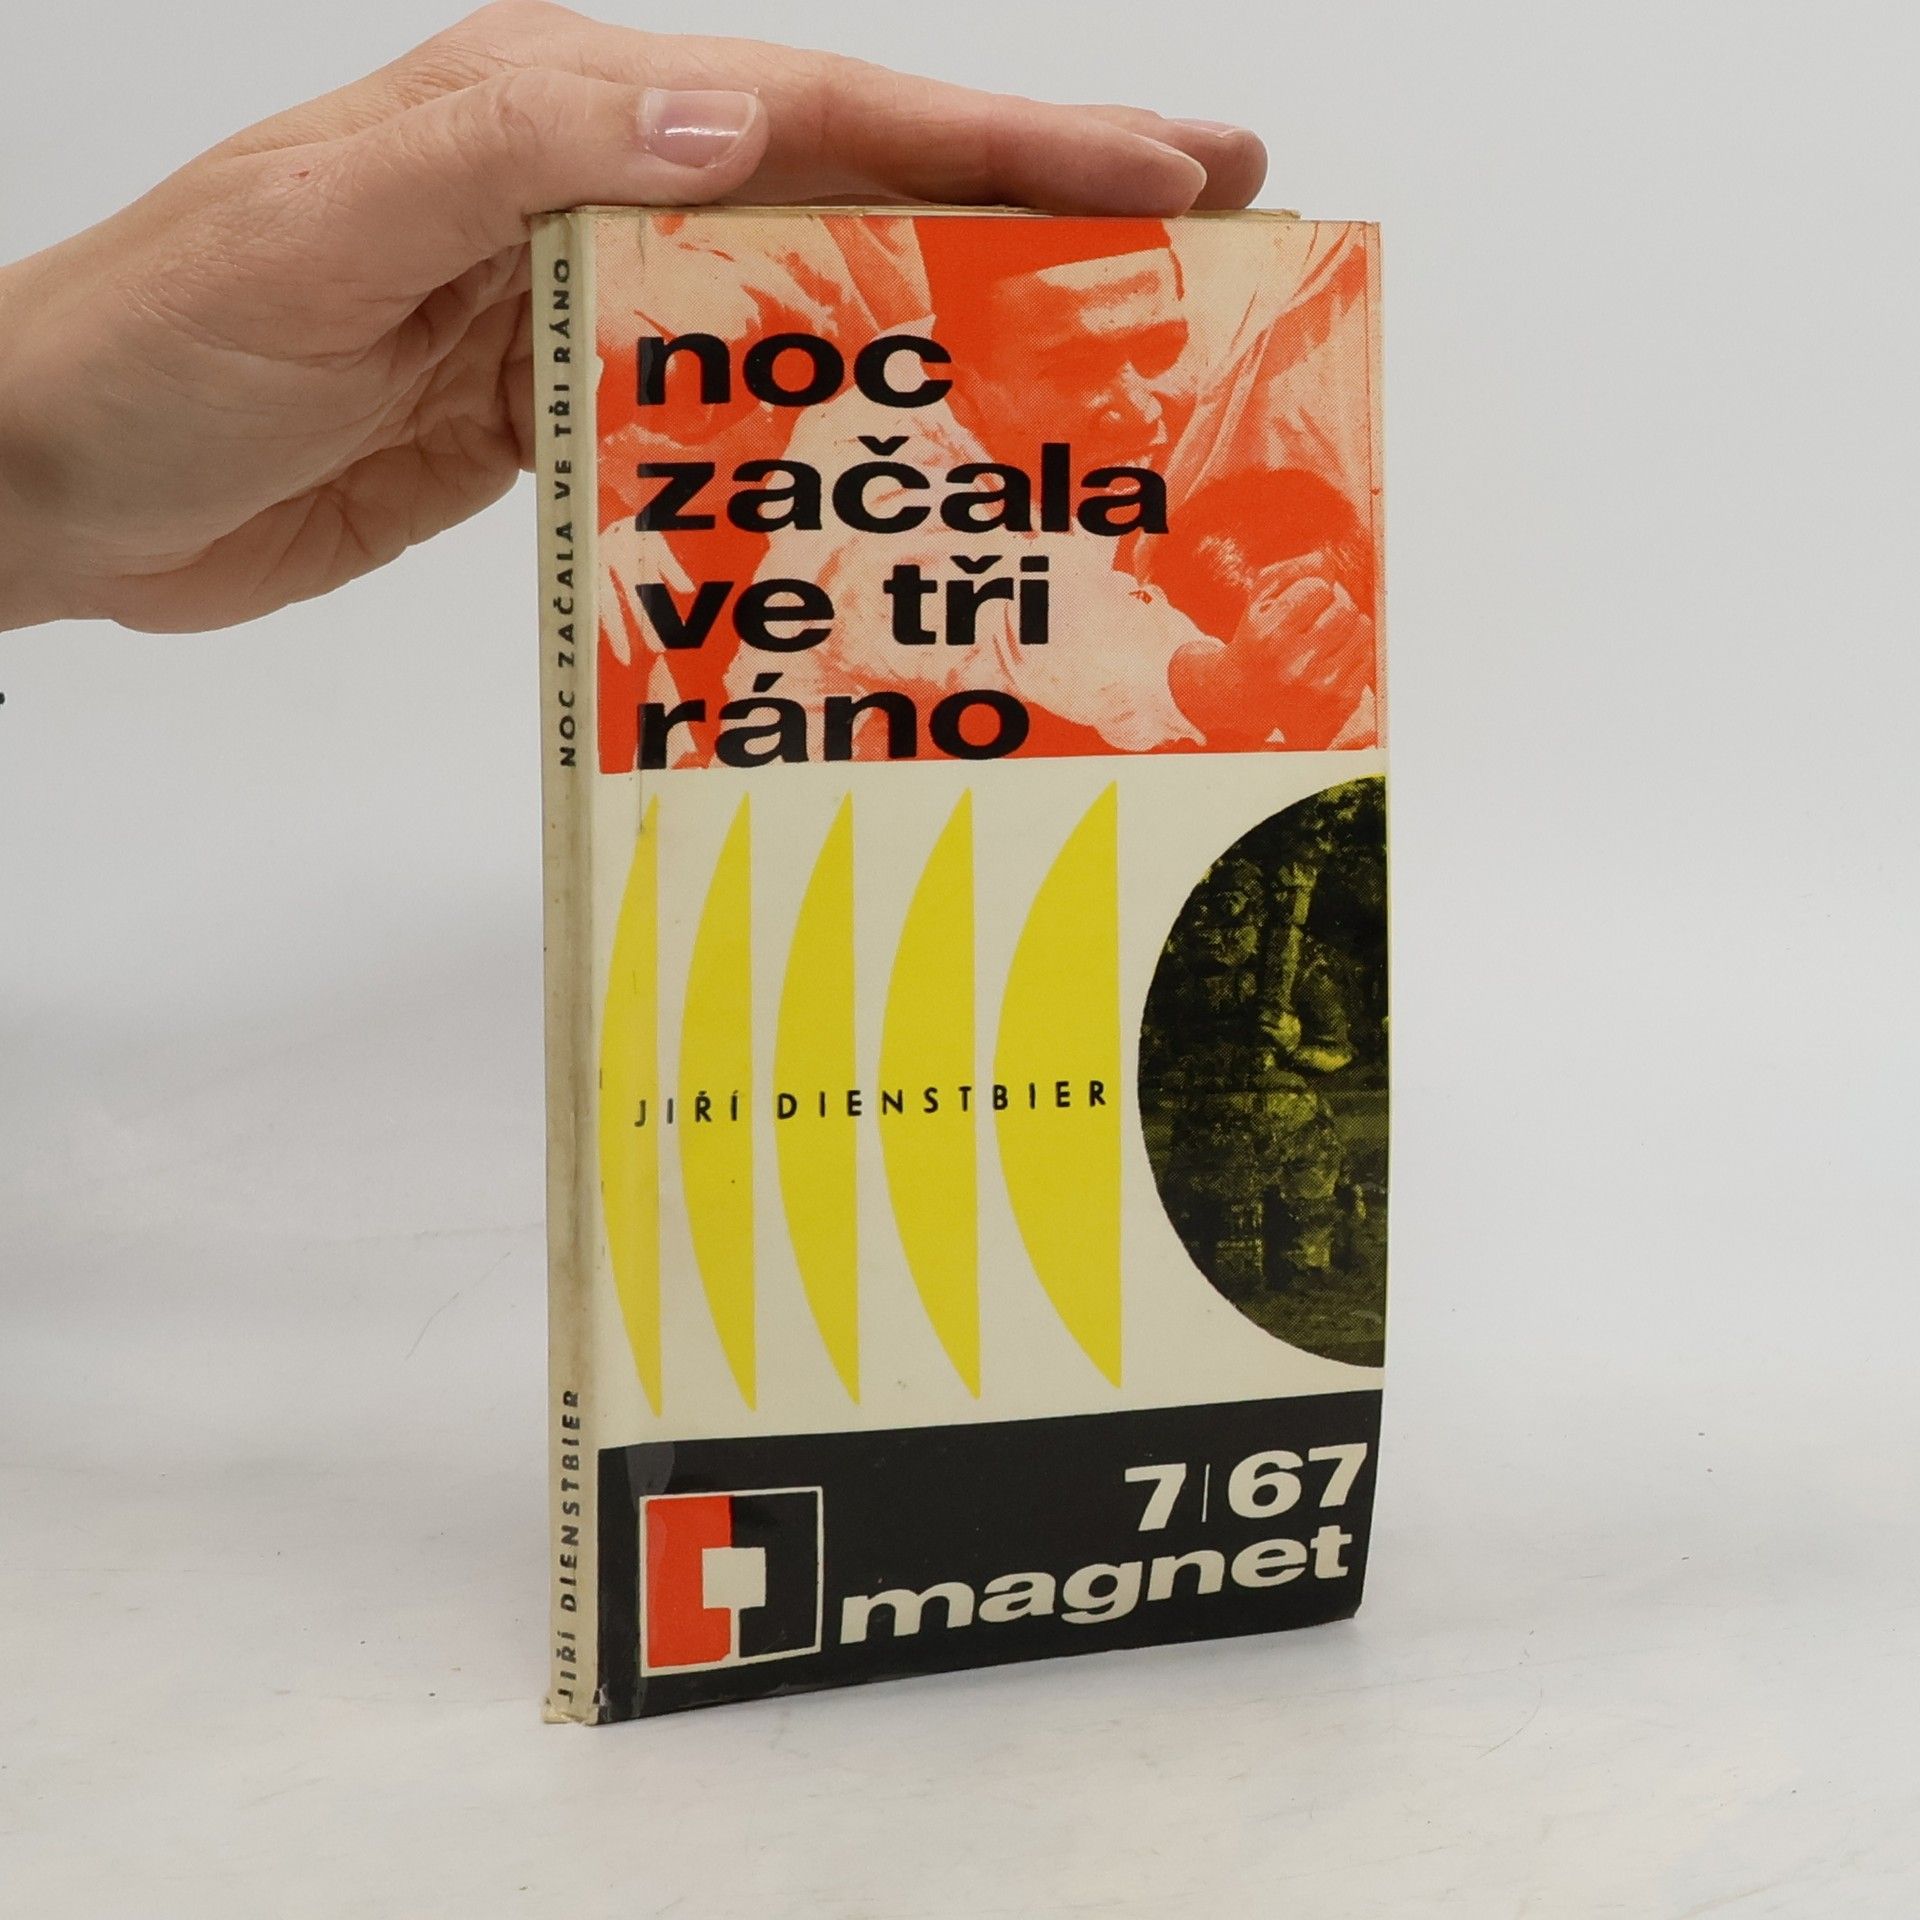 NOC ZAČALA VE TŘI RÁNO
JIŘÍ DIENSTBIER
noc
začala
ve tři
ráno
JIŘÍ DIENSTBIER
7|67
magnet